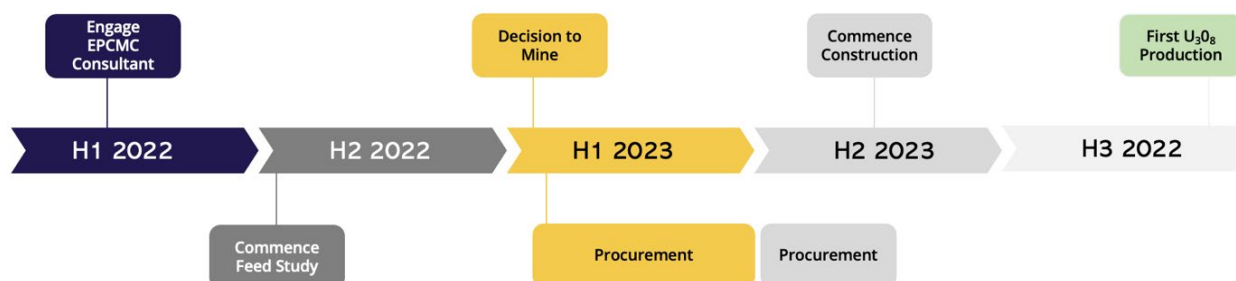 Engage
EPCMC
Consultant
Decision to
Mine
Commence
Construction
First U₃0₈
Production
H1 2022
H2 2022
H1 2023
H2 2023
H3 2022
Commence
Feed Study
Procurement
Procurement